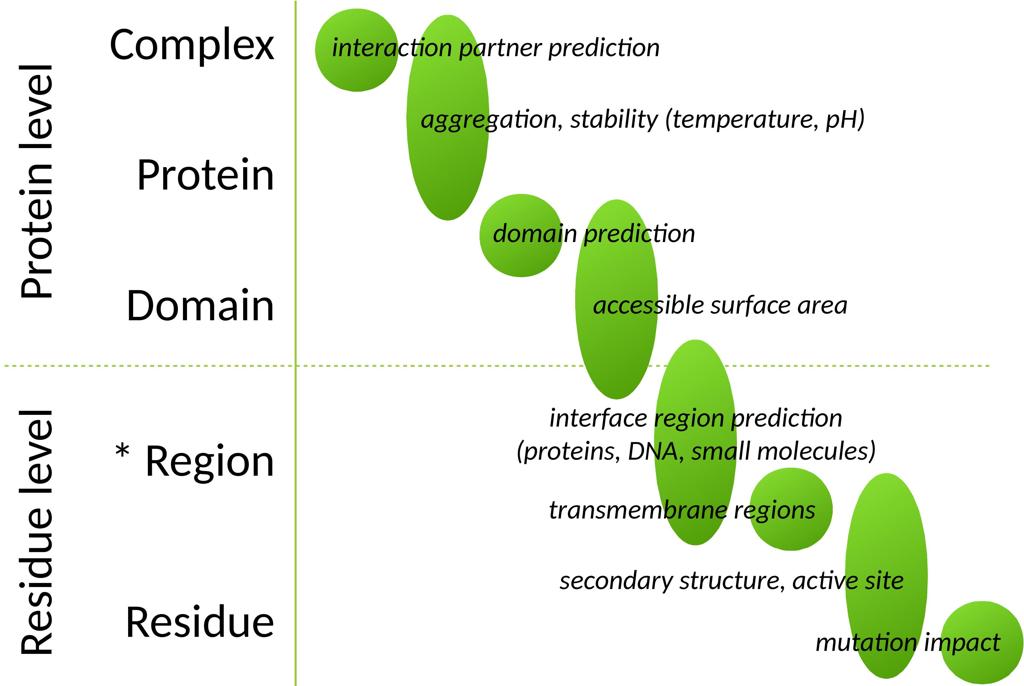 Protein level
Complex
interaction partner prediction
aggregation, stability (temperature, pH)
Protein
domain prediction
Domain
accessible surface area
Residue level
interface region prediction
(proteins, DNA, small molecules)
* Region
transmembrane regions
secondary structure, active site
Residue
mutation impact